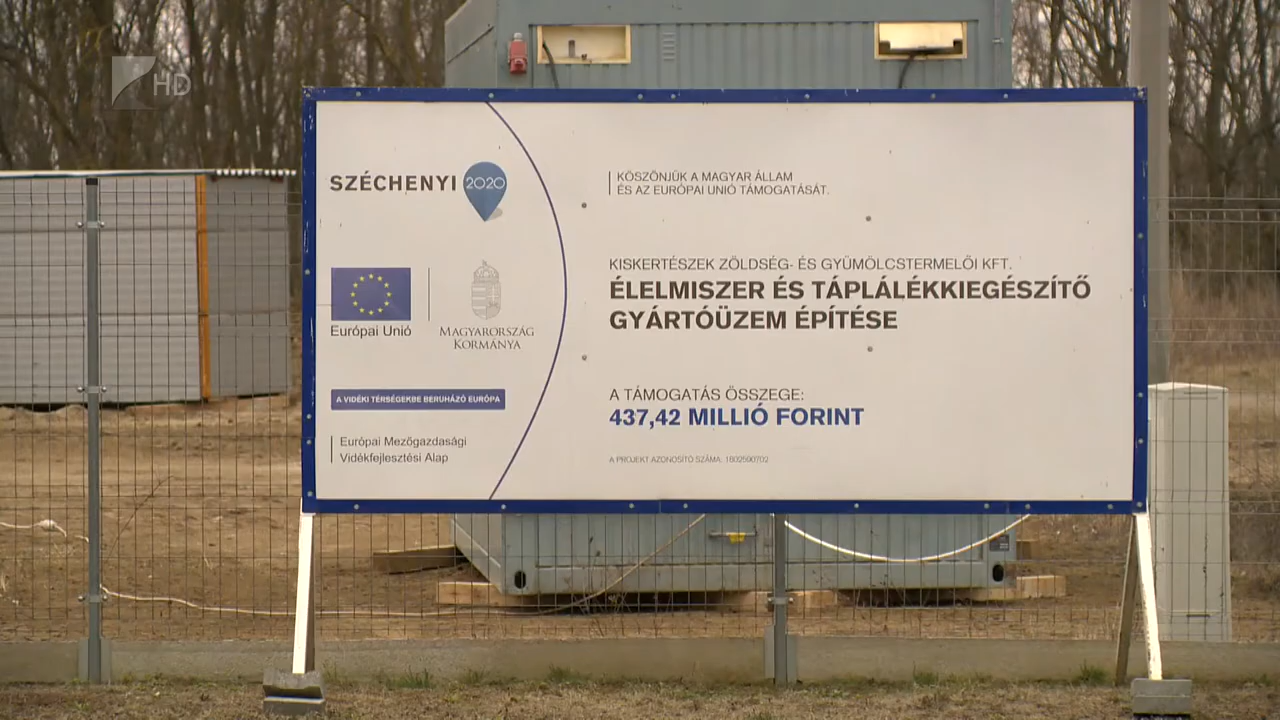 HD
SZÉCHENYI 2020
KÖSZÖNJÜK A MAGYAR ÁLLAM
ÉS AZ EURÓPAI UNIÓ TÁMOGATÁSÁT.
Európai Unió
MAGYARORSZÁG
KORMÁNYA
KISKERTÉSZEK ZÖLDSÉG- ÉS GYÜMÖLCSTERMELŐI KFT.
ÉLELMISZER ÉS TÁPLÁLÉKKIEGÉSZÍTŐ
GYÁRTÓÜZEM ÉPÍTÉSE
A VIDÉKI TÉRSÉGEKBE BERUHÁZÓ EURÓPA
Európai Mezőgazdasági
Vidékfejlesztési Alap
A TÁMOGATÁS ÖSSZEGE:
437,42 MILLIÓ FORINT
A PROJEKT AZONOSÍTÓ SZÁMA: 1802590702